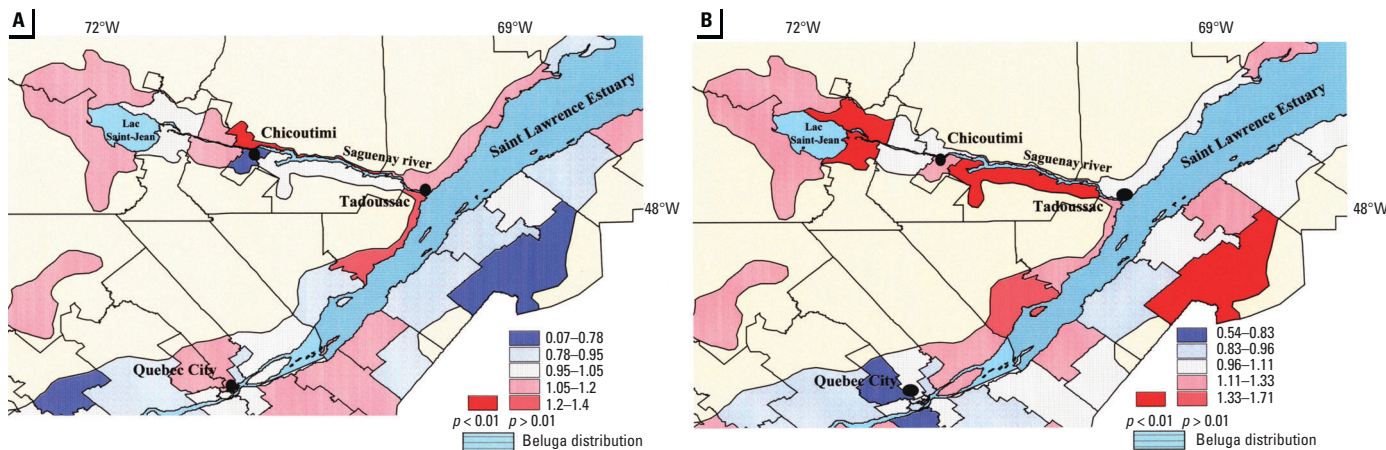 A
72°W
69°W
Lac
Saint-Jean
Chicoutimi
Saguenay river
Tadoussac
Saint Lawrence Estuary
48°W
Quebec City
0.07–0.78
0.78–0.95
0.95–1.05
1.05–1.2
1.2–1.4
p < 0.01 p > 0.01
Beluga distribution
B
72°W
69°W
Lac
Saint-Jean
Chicoutimi
Saguenay river
Tadoussac
Saint Lawrence Estuary
48°W
Quebec City
0.54–0.83
0.83–0.96
0.96–1.11
1.11–1.33
1.33–1.71
p < 0.01 p > 0.01
Beluga distribution